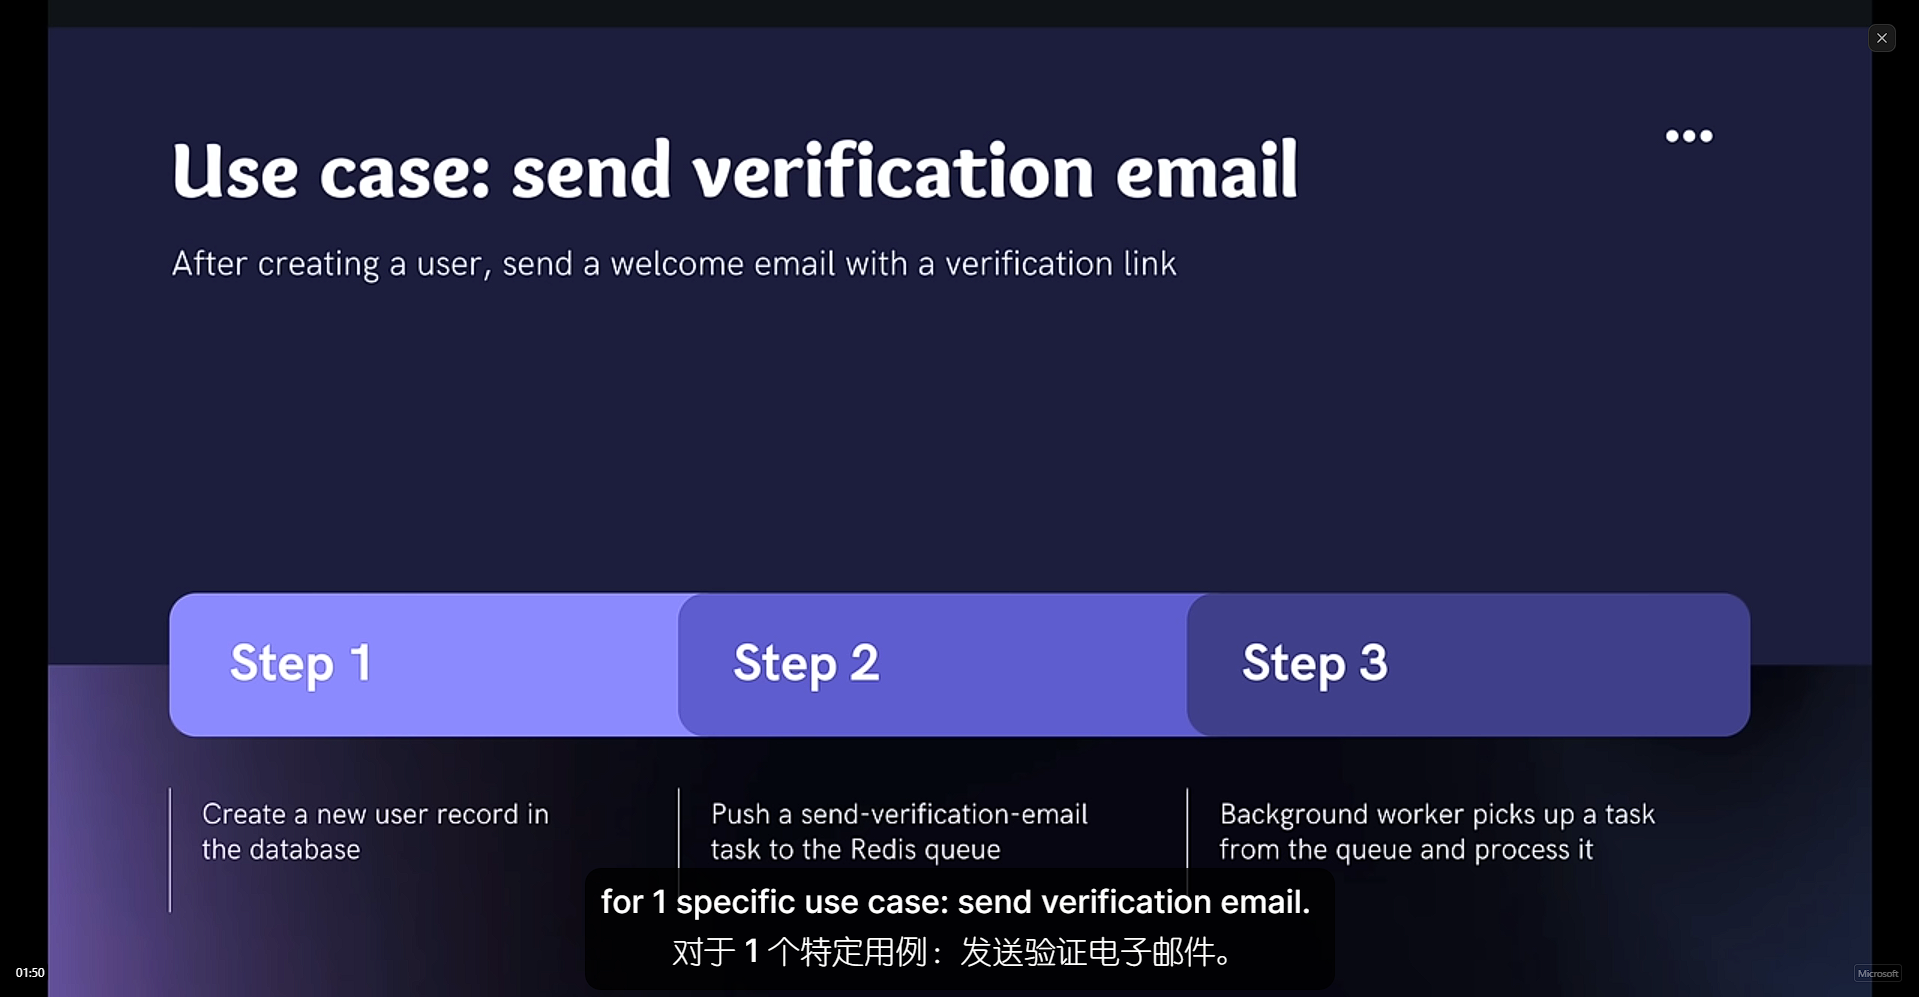 Use case: send verification email
After creating a user, send a welcome email with a verification link
Step 1
Step 2
Step 3
Create a new user record in
the database
Push a send-verification-email
task to the Redis queue
Background worker picks up a task
from the queue and process it
for 1 specific use case: send verification email.
对于 1 个特定用例：发送验证电子邮件。
01:50
Microsoft